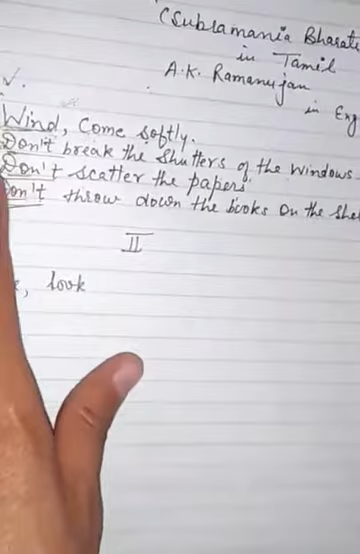 (Subramania Bharati
in Tamil
A.K. Ramanujan
in Eng
Wind, Come softly.
Don't break the Shutters of the windows.
Don't scatter the papers
Don't throw down the books on the she
II
, look